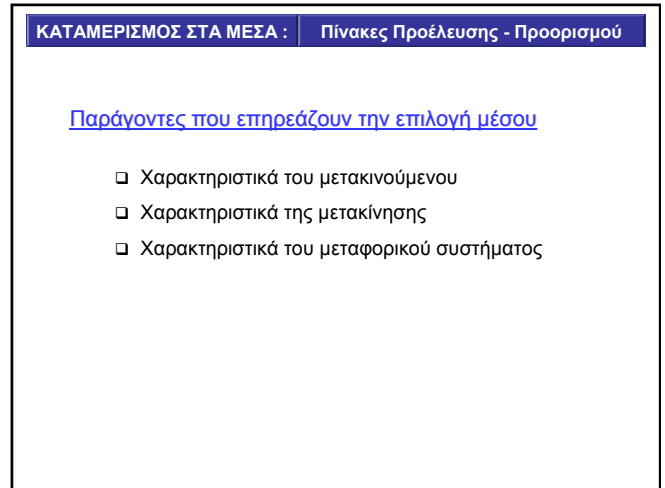 ΚΑΤΑΜΕΡΙΣΜΟΣ ΣΤΑ ΜΕΣΑ : Πίνακες Προέλευσης - Προορισμού
Παράγοντες που επηρεάζουν την επιλογή μέσου
❑ Χαρακτηριστικά του μετακινούμενου
❑ Χαρακτηριστικά της μετακίνησης
❑ Χαρακτηριστικά του μεταφορικού συστήματος